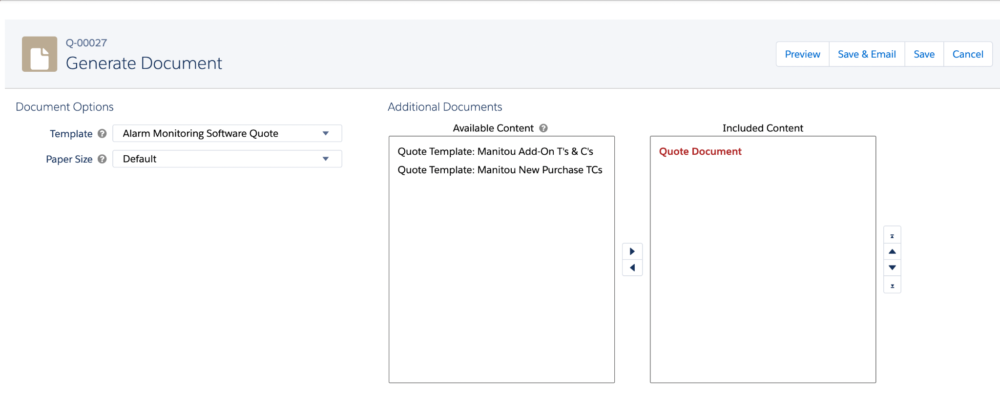 Q-00027
Generate Document
Preview
Save & Email
Save
Cancel
Document Options
Template
Alarm Monitoring Software Quote
Paper Size
Default
Additional Documents
Available Content
Quote Template: Manitou Add-On T's & C's
Quote Template: Manitou New Purchase TCs
Included Content
Quote Document